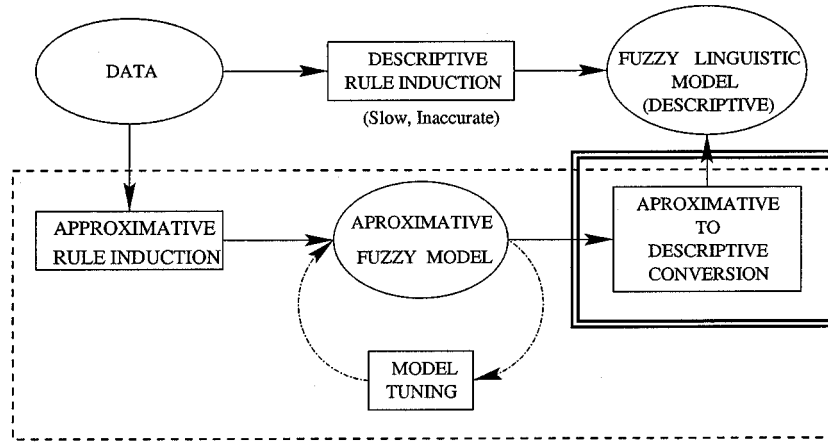 DATA
DESCRIPTIVE
RULE INDUCTION
(Slow, Inaccurate)
FUZZY LINGUISTIC
MODEL
(DESCRIPTIVE)
APPROXIMATIVE
RULE INDUCTION
APROXIMATIVE
FUZZY MODEL
APROXIMATIVE
TO
DESCRIPTIVE
CONVERSION
MODEL
TUNING